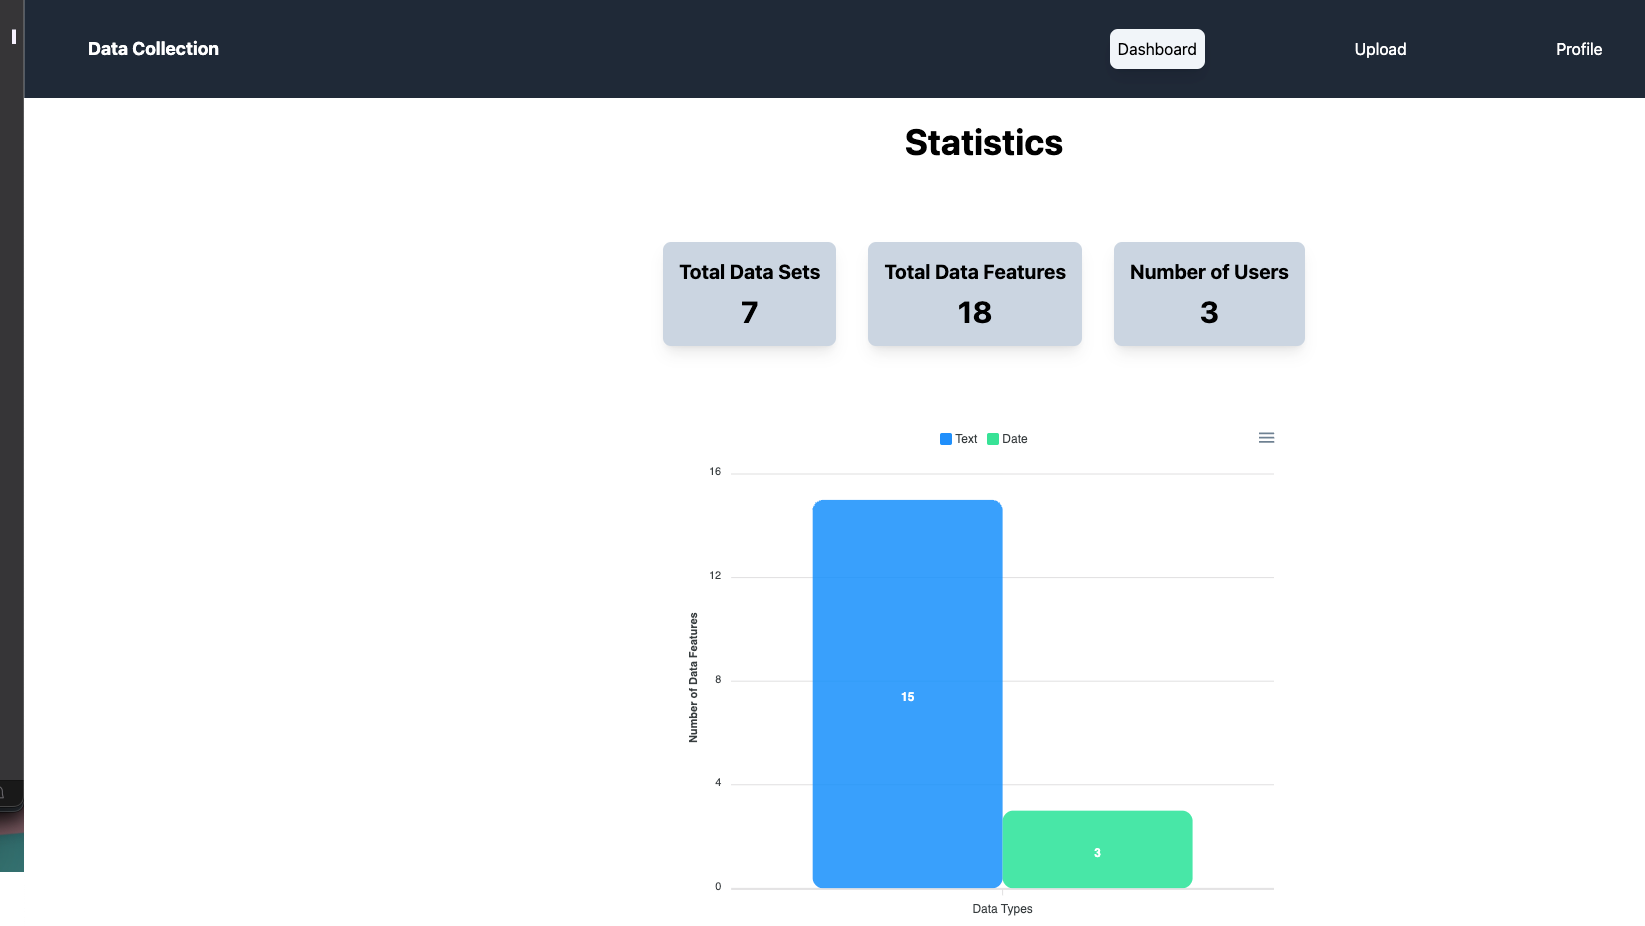 Data Collection
Dashboard
Upload
Profile
Statistics
Total Data Sets
7
Total Data Features
18
Number of Users
3
Text
Date
16
12
8
4
0
Number of Data Features
15
3
Data Types